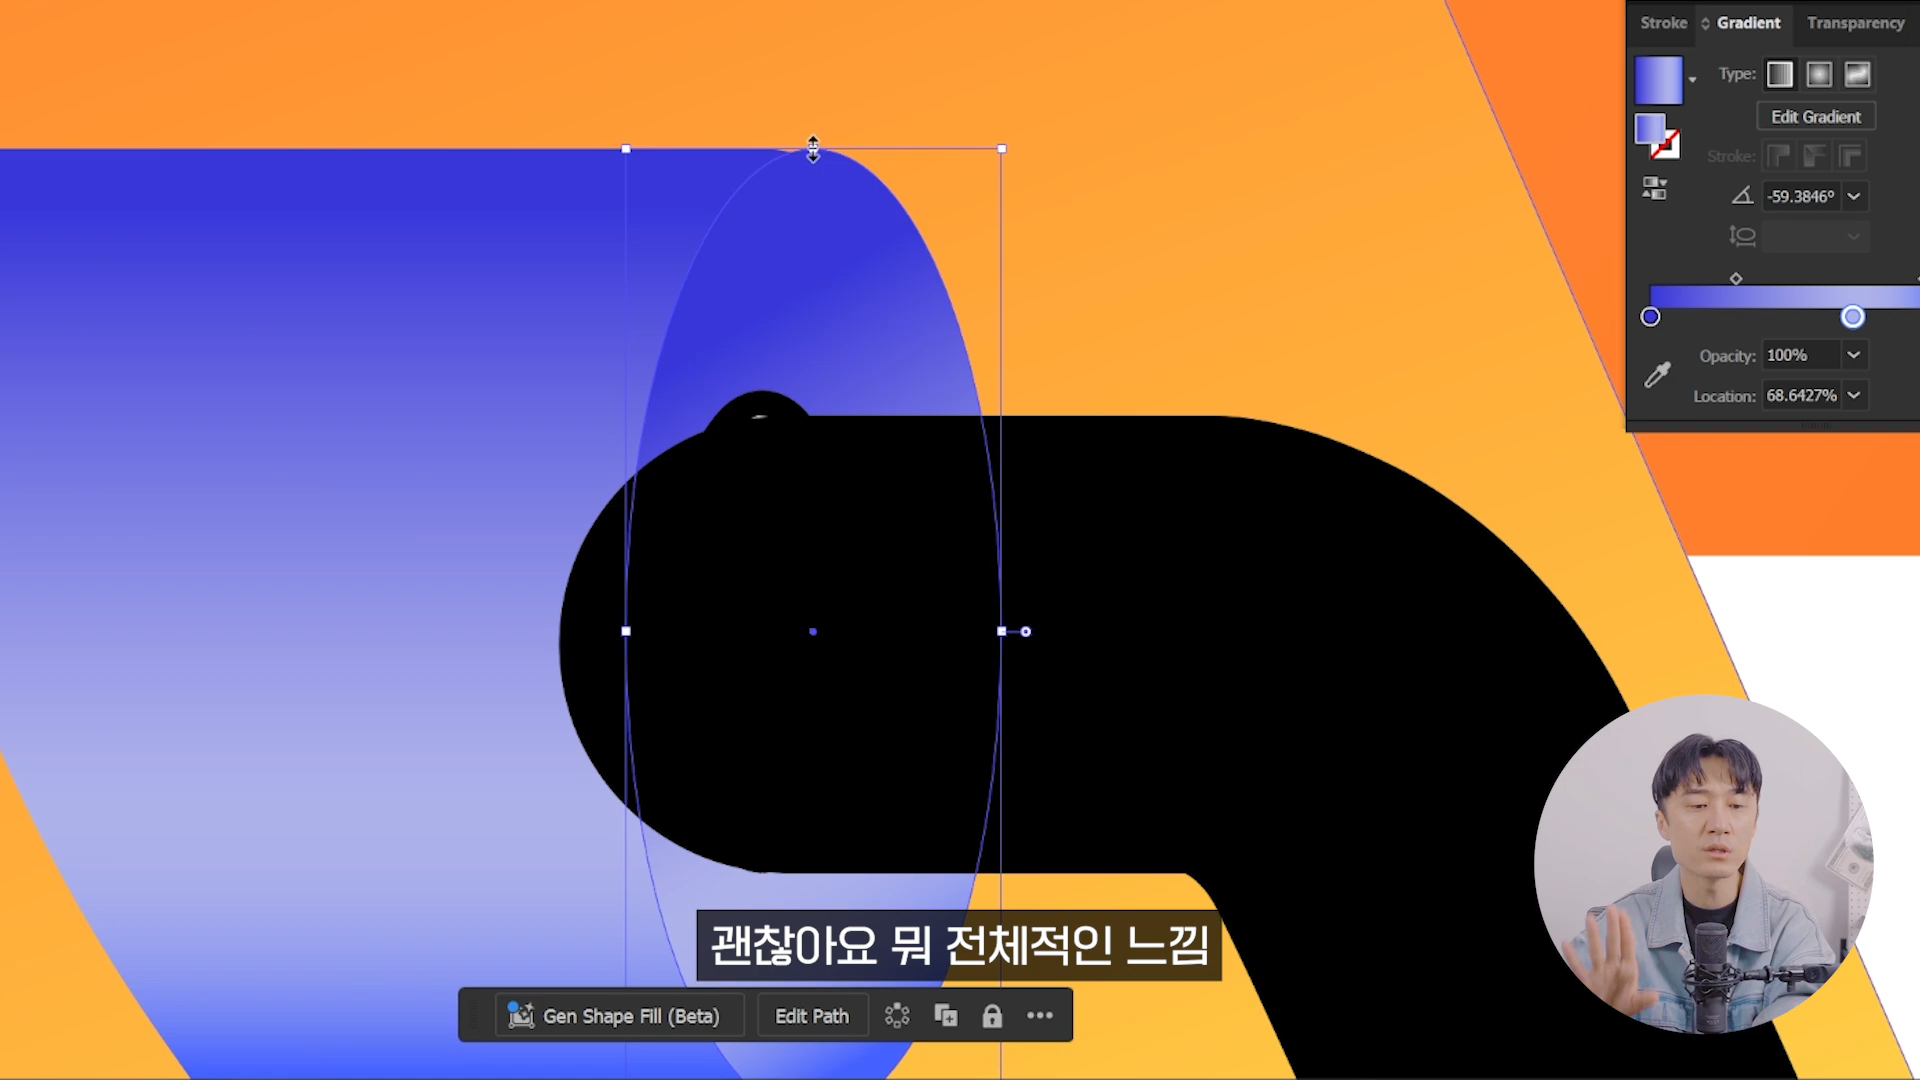 Stroke
Gradient
Transparency
Type:
Edit Gradient
Stroke:
-59.3846°
Opacity: 100%
Location: 68.6427%
괜찮아요 뭐 전체적인 느낌
Gen Shape Fill (Beta)
Edit Path